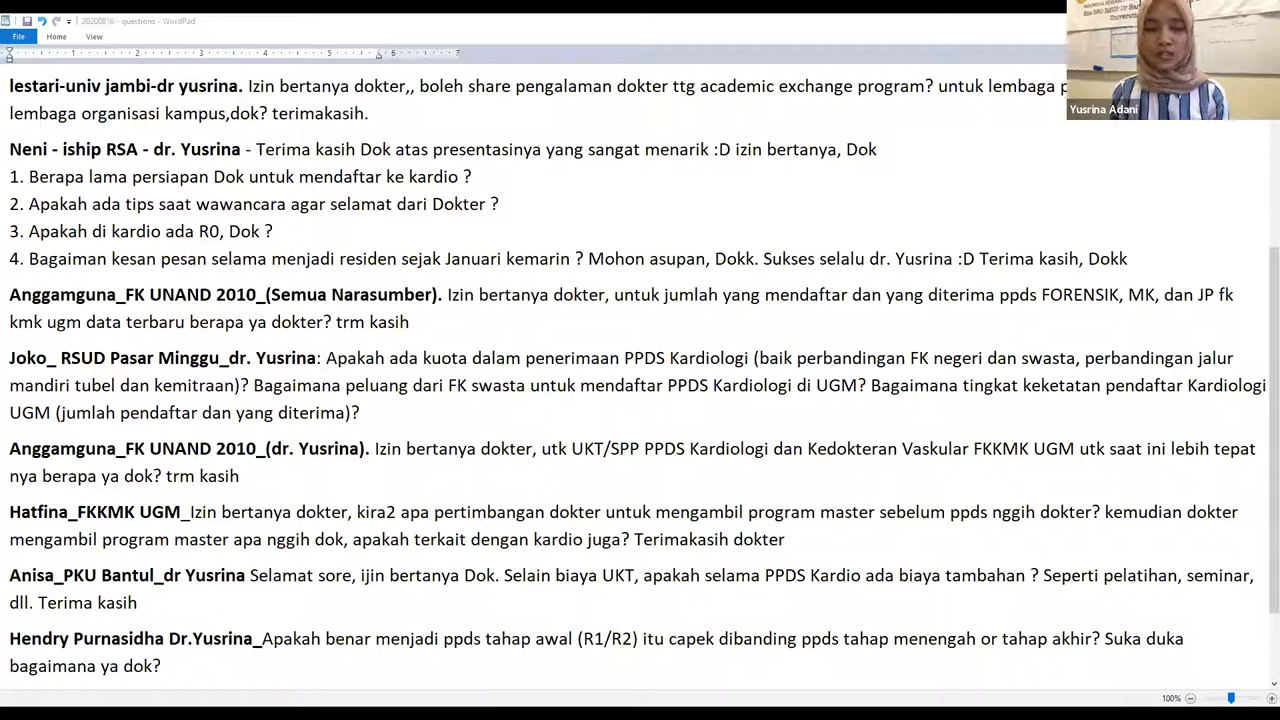 20200816 - questions - WordPad
File Home View
1 2 3 4 5 6 7
INDONESIA RESEARCH
Univers
lestari-univ jambi-dr yusrina. Izin bertanya dokter,, boleh share pengalaman dokter ttg academic exchange program? untuk lembaga
lembaga organisasi kampus,dok? terimakasih.
Yusrina Adani
Neni - iship RSA - dr. Yusrina - Terima kasih Dok atas presentasinya yang sangat menarik :D izin bertanya, Dok
1. Berapa lama persiapan Dok untuk mendaftar ke kardio ?
2. Apakah ada tips saat wawancara agar selamat dari Dokter ?
3. Apakah di kardio ada R0, Dok ?
4. Bagaiman kesan pesan selama menjadi residen sejak Januari kemarin ? Mohon asupan, Dokk. Sukses selalu dr. Yusrina :D Terima kasih, Dokk
Anggamguna_FK UNAND 2010_(Semua Narasumber). Izin bertanya dokter, untuk jumlah yang mendaftar dan yang diterima ppds FORENSIK, MK, dan JP fk
kmk ugm data terbaru berapa ya dokter? trm kasih
Joko_ RSUD Pasar Minggu_dr. Yusrina: Apakah ada kuota dalam penerimaan PPDS Kardiologi (baik perbandingan FK negeri dan swasta, perbandingan jalur
mandiri tubel dan kemitraan)? Bagaimana peluang dari FK swasta untuk mendaftar PPDS Kardiologi di UGM? Bagaimana tingkat keketatan pendaftar Kardiologi
UGM (jumlah pendaftar dan yang diterima)?
Anggamguna_FK UNAND 2010_(dr. Yusrina). Izin bertanya dokter, utk UKT/SPP PPDS Kardiologi dan Kedokteran Vaskular FKKMK UGM utk saat ini lebih tepat
nya berapa ya dok? trm kasih
Hatfina_FKKMK UGM_Izin bertanya dokter, kira2 apa pertimbangan dokter untuk mengambil program master sebelum ppds nggih dokter? kemudian dokter
mengambil program master apa nggih dok, apakah terkait dengan kardio juga? Terimakasih dokter
Anisa_PKU Bantul_dr Yusrina Selamat sore, ijin bertanya Dok. Selain biaya UKT, apakah selama PPDS Kardio ada biaya tambahan ? Seperti pelatihan, seminar,
dll. Terima kasih
Hendry Purnasidha Dr.Yusrina_Apakah benar menjadi ppds tahap awal (R1/R2) itu capek dibanding ppds tahap menengah or tahap akhir? Suka duka
bagaimana ya dok?
100%